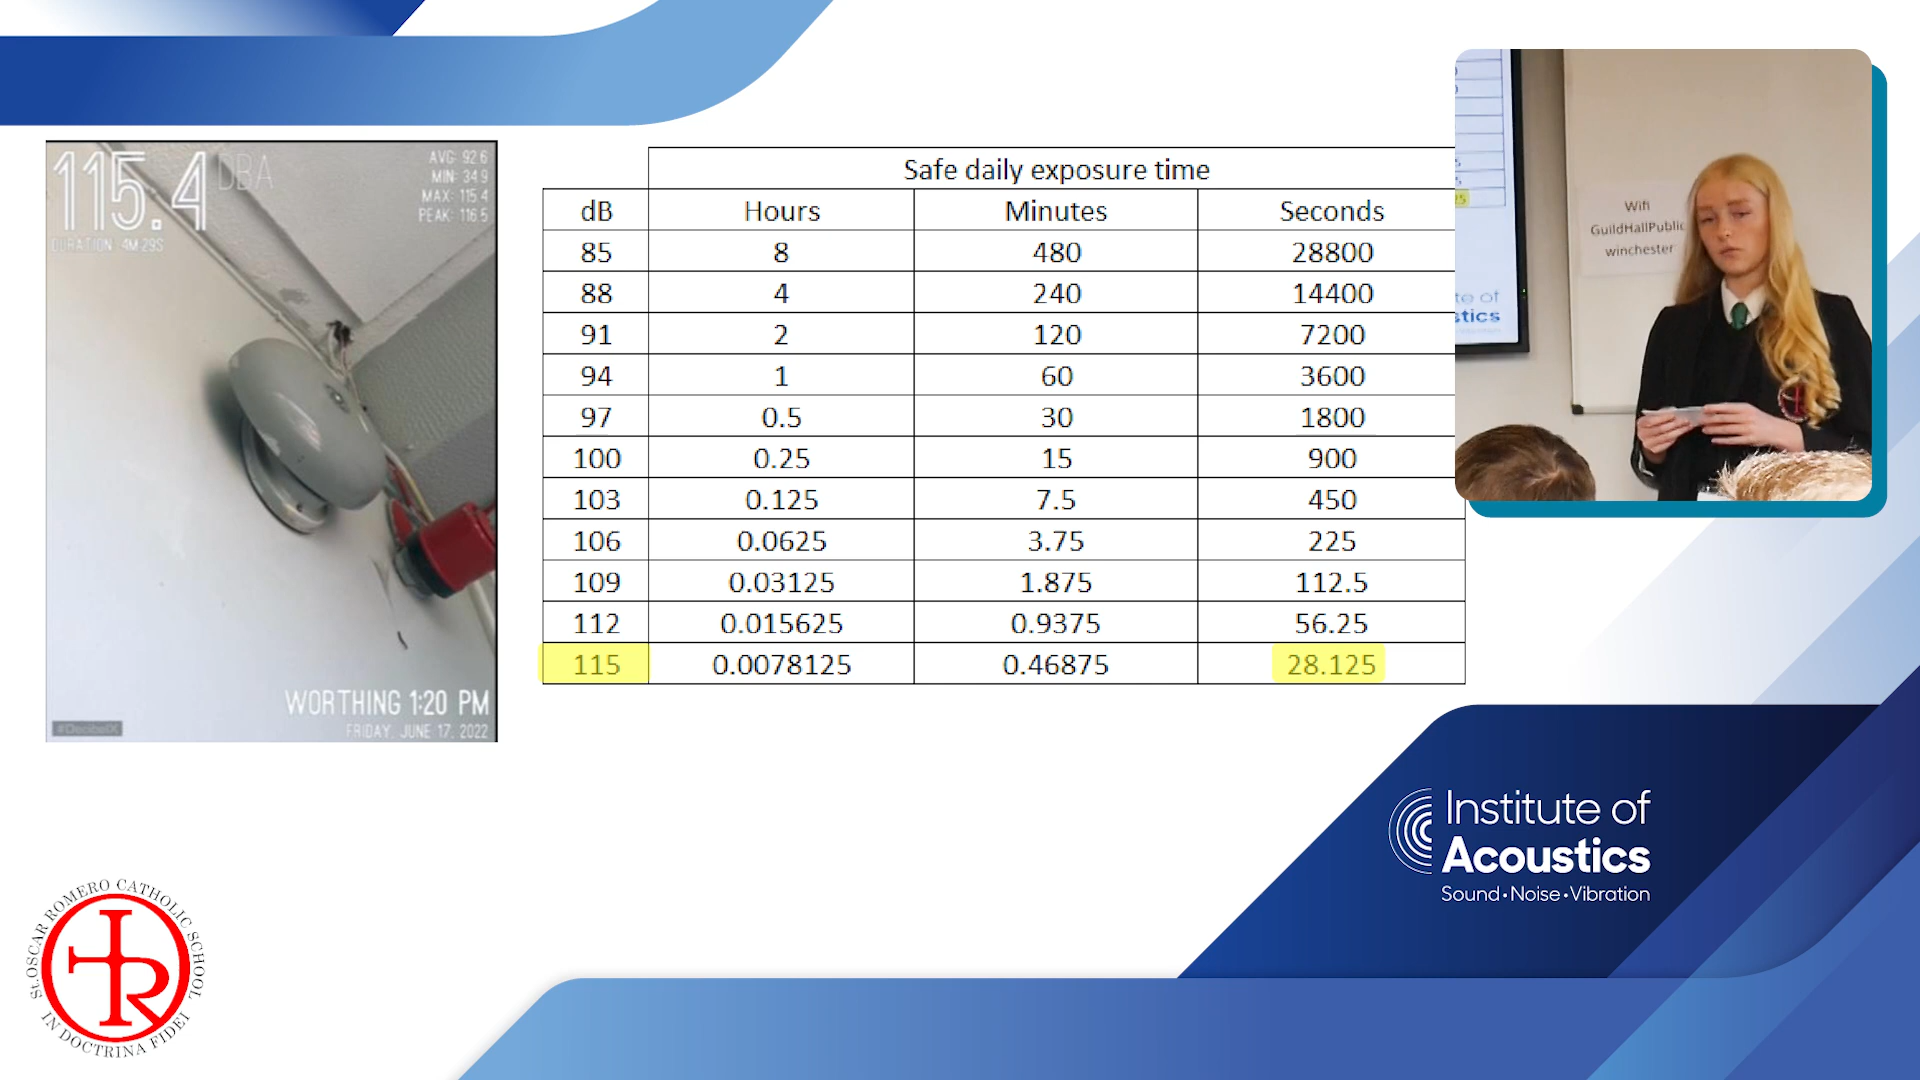 115.4 DBA
AVG: 92.6
MIN: 34.9
MAX: 115.4
PEAK: 116.5
DURATION: 4M 29S
WORTHING 1:20 PM
FRIDAY, JUNE 17, 2022
#DecibelX
Safe daily exposure time
dB Hours Minutes Seconds
85 8 480 28800
88 4 240 14400
91 2 120 7200
94 1 60 3600
97 0.5 30 1800
100 0.25 15 900
103 0.125 7.5 450
106 0.0625 3.75 225
109 0.03125 1.875 112.5
112 0.015625 0.9375 56.25
115 0.0078125 0.46875 28.125
Wifi
GuildHallPublic
winchester
Institute of
Acoustics
Sound•Noise•Vibration
St. OSCAR ROMERO CATHOLIC SCHOOL
IN DOCTRINA FIDEI